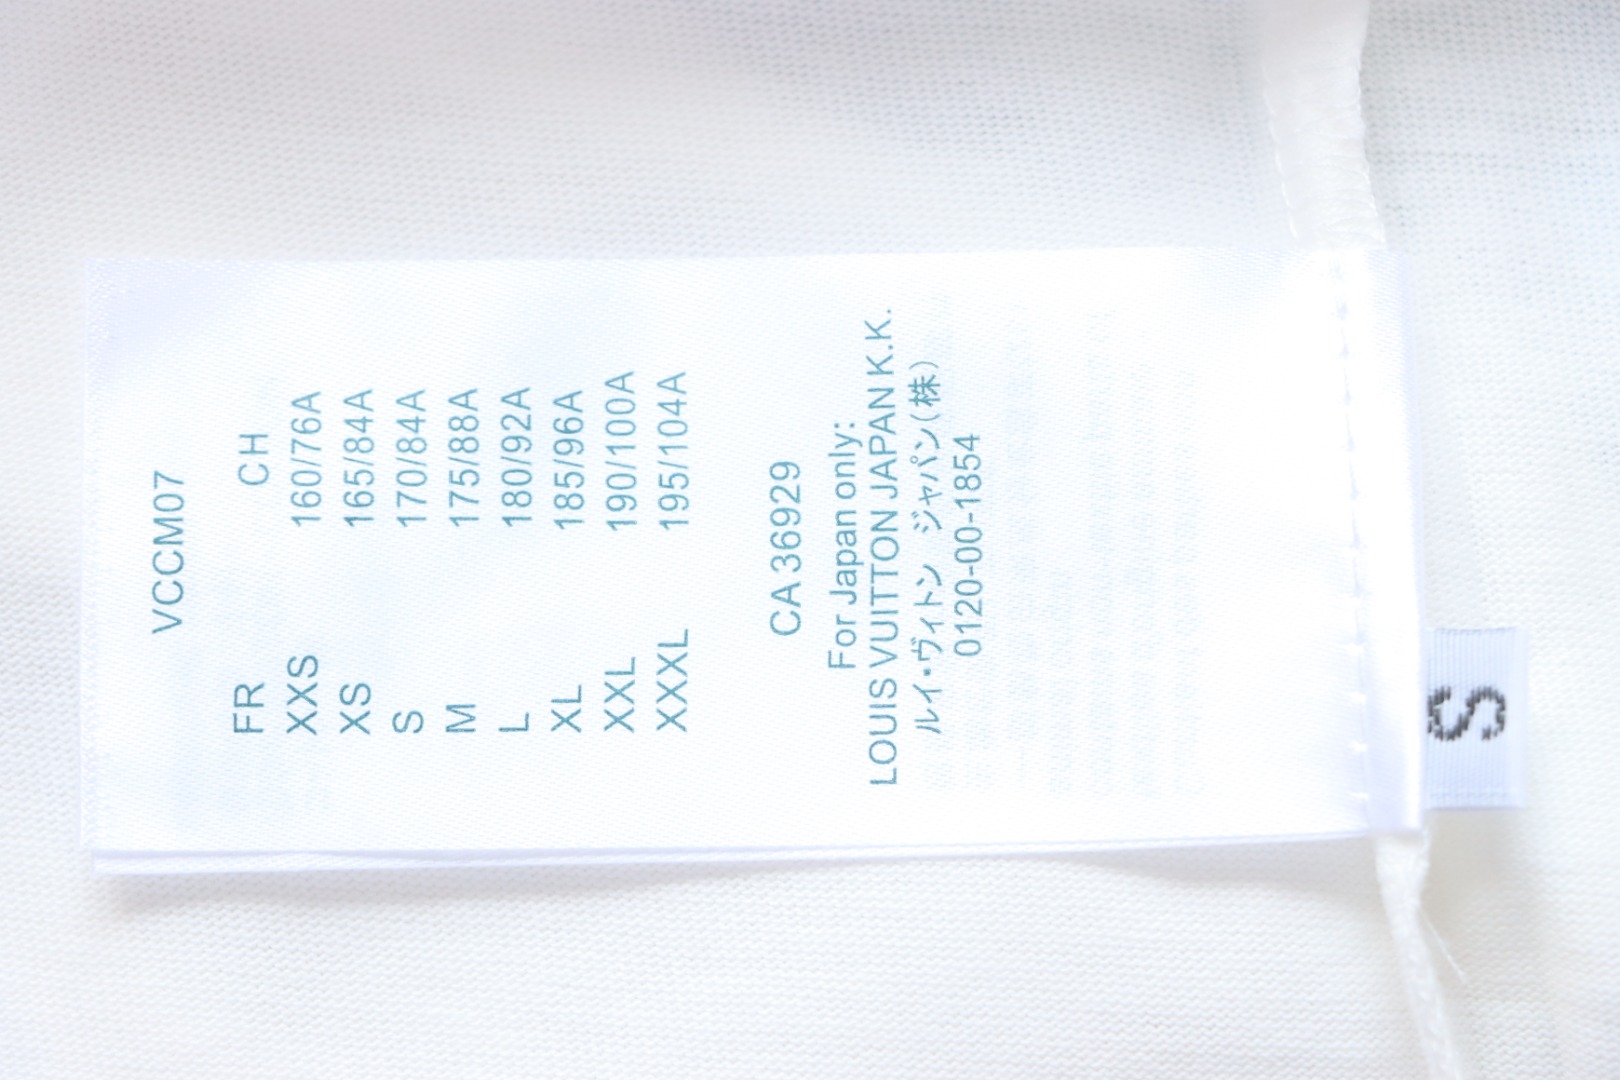 VCCM07
FR CH
XXS 160/76A
XS 165/84A
S 170/84A
M 175/88A
L 180/92A
XL 185/96A
XXL 190/100A
XXXL 195/104A
CA 36929
For Japan only:
LOUIS VUITTON JAPAN K.K.
ルイ・ヴィトン ジャパン(株)
0120-00-1854
S